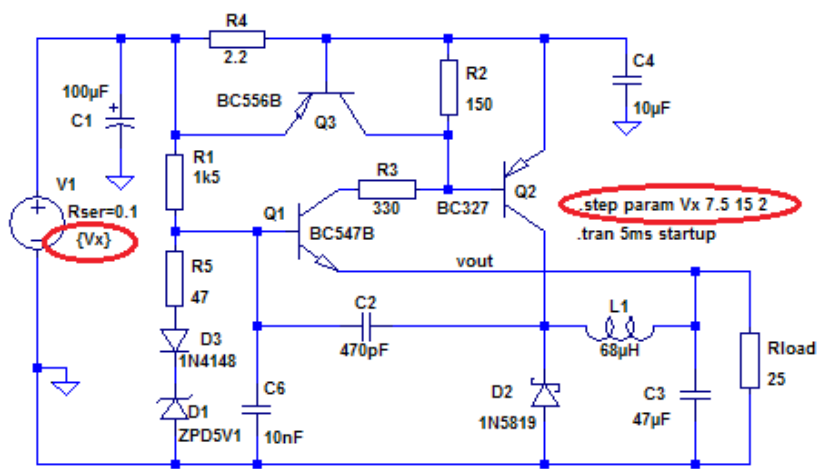 R4
2.2
100µF
C1
BC556B
Q3
R2
150
C4
10µF
R1
1k5
V1
Rser=0.1
{Vx}
R3
330
Q1
BC547B
Q2
BC327
.step param Vx 7.5 15 2
.tran 5ms startup
vout
R5
47
C2
470pF
L1
68µH
Rload
25
D3
1N4148
D1
ZPD5V1
C6
10nF
D2
1N5819
C3
47µF